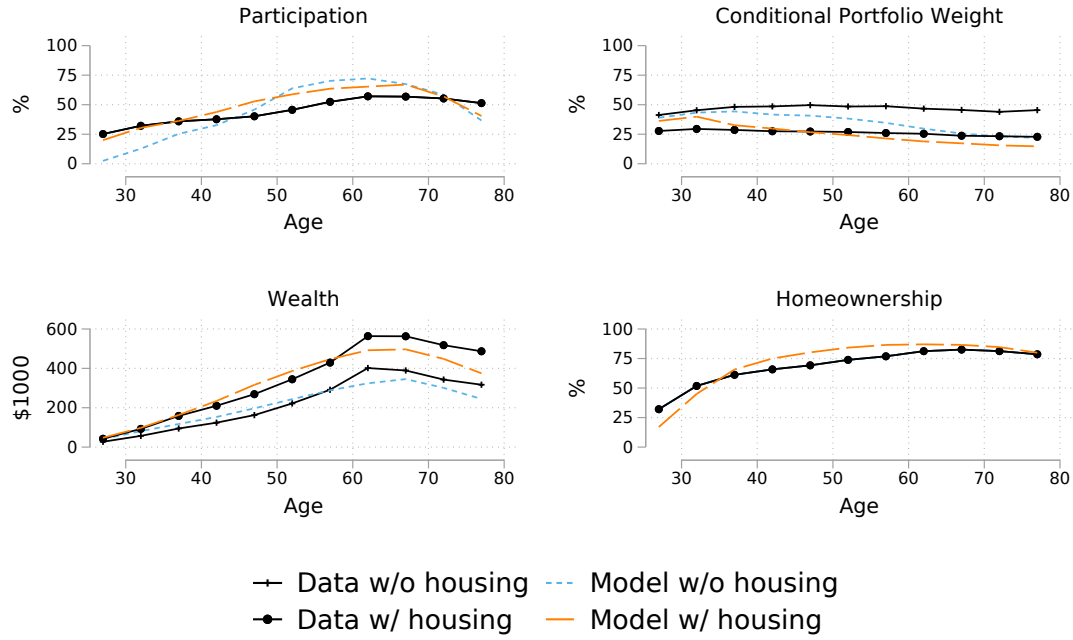 Participation
Conditional Portfolio Weight
100
75
50
25
0
%
30 40 50 60 70 80
Age
100
75
50
25
0
%
30 40 50 60 70 80
Age
Wealth
Homeownership
600
400
200
0
$1000
30 40 50 60 70 80
Age
100
75
50
25
0
%
30 40 50 60 70 80
Age
Data w/o housing
Model w/o housing
Data w/ housing
Model w/ housing